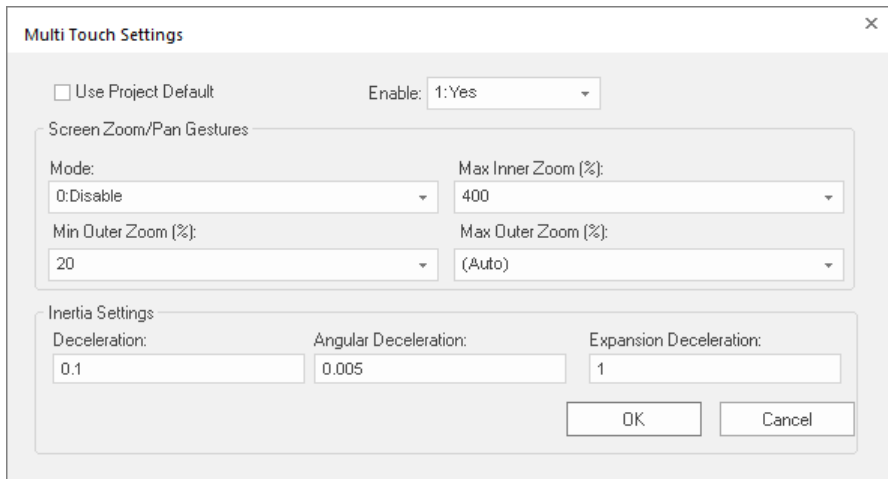 Multi Touch Settings
Use Project Default
Enable: 1:Yes
Screen Zoom/Pan Gestures
Mode: Max Inner Zoom (%):
0:Disable 400
Min Outer Zoom (%): Max Outer Zoom (%):
20 (Auto)
Inertia Settings
Deceleration: Angular Deceleration: Expansion Deceleration:
0.1 0.005 1
OK Cancel